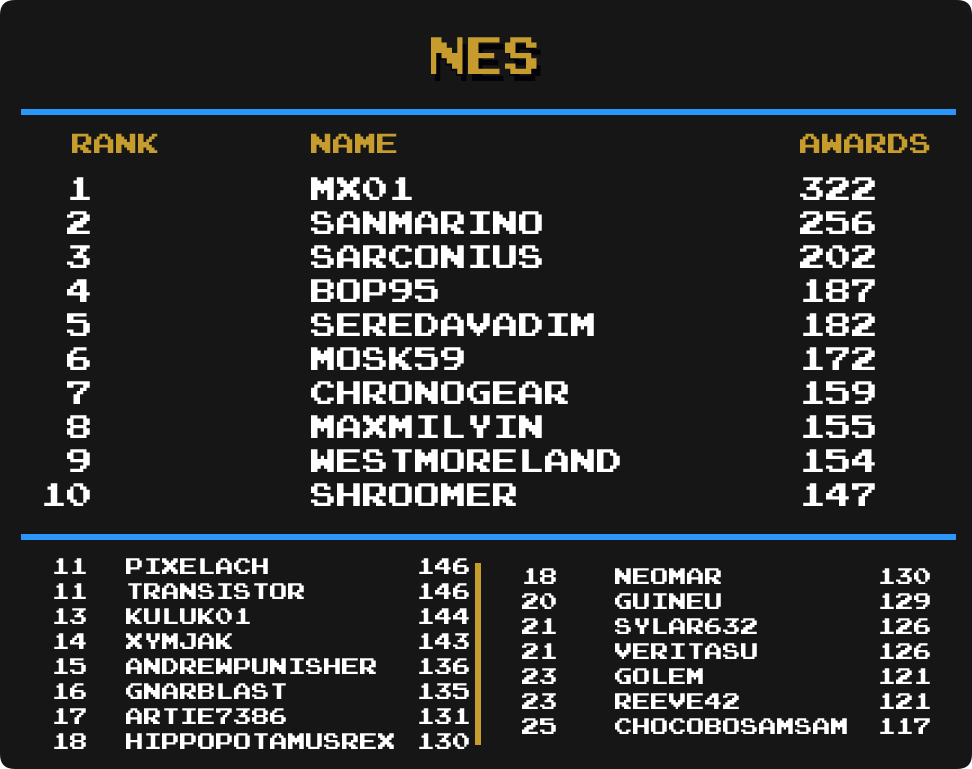 NES
RANK NAME AWARDS
1 MX01 322
2 SANMARINO 256
3 SARCONIUS 202
4 BOP95 187
5 SEREDAVADIM 182
6 MOSK59 172
7 CHRONOGEAR 159
8 MAXMILYIN 155
9 WESTMORELAND 154
10 SHROOMER 147
11 PIXELACH 146
11 TRANSISTOR 146
13 KULUK01 144
14 XYMJAK 143
15 ANDREWPUNISHER 136
16 GNARBLAST 135
17 ARTIE7386 131
18 HIPPOPOTAMUSREX 130
18 NEOMAR 130
20 GUINEU 129
21 SYLAR632 126
21 VERITASU 126
23 GOLEM 121
23 REEVE42 121
25 CHOCOBOSAMSAM 117